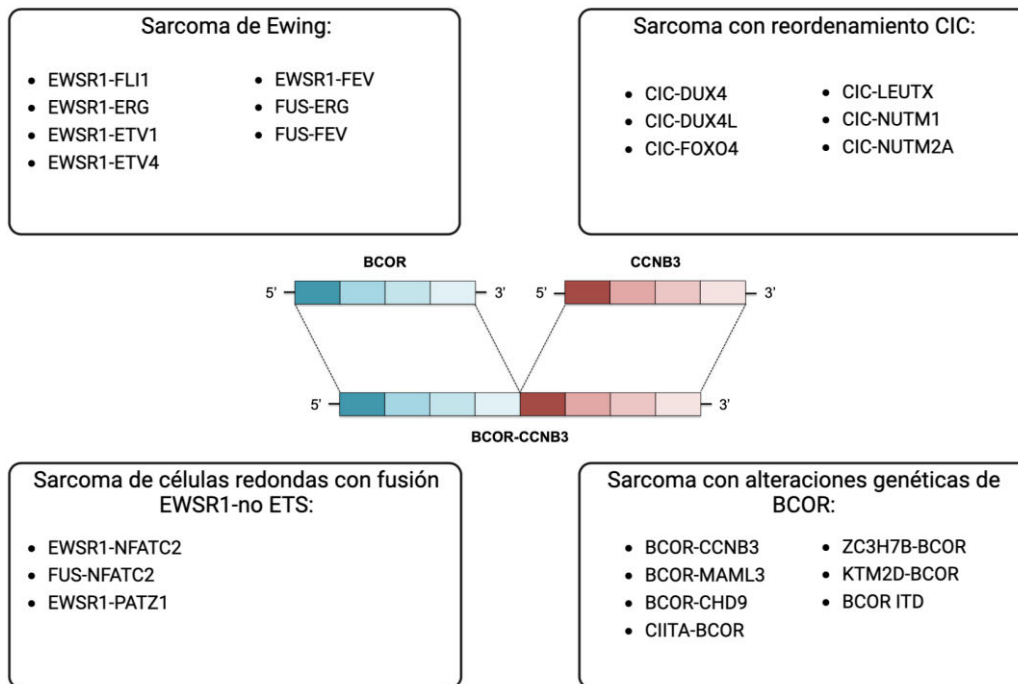 Sarcoma de Ewing:
• EWSR1-FLI1
• EWSR1-ERG
• EWSR1-ETV1
• EWSR1-ETV4
• EWSR1-FEV
• FUS-ERG
• FUS-FEV
Sarcoma con reordenamiento CIC:
• CIC-DUX4
• CIC-DUX4L
• CIC-FOXO4
• CIC-LEUTX
• CIC-NUTM1
• CIC-NUTM2A
BCOR
5' 3'
CCNB3
5' 3'
5' 3'
BCOR-CCNB3
Sarcoma de células redondas con fusión
EWSR1-no ETS:
• EWSR1-NFATC2
• FUS-NFATC2
• EWSR1-PATZ1
Sarcoma con alteraciones genéticas de
BCOR:
• BCOR-CCNB3
• BCOR-MAML3
• BCOR-CHD9
• CIITA-BCOR
• ZC3H7B-BCOR
• KTM2D-BCOR
• BCOR ITD